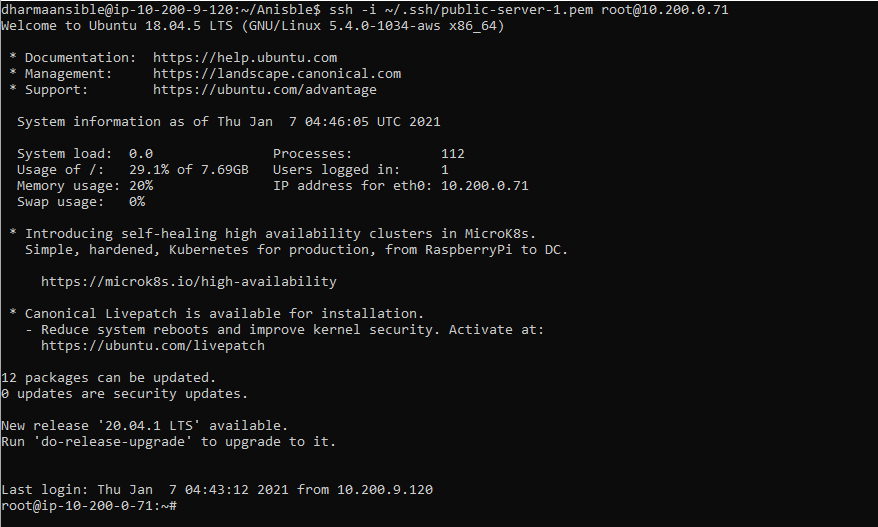 dharmaansible@ip-10-200-9-120:~/Anisble$ ssh -i ~/.ssh/public-server-1.pem root@10.200.0.71
Welcome to Ubuntu 18.04.5 LTS (GNU/Linux 5.4.0-1034-aws x86_64)

 * Documentation:  https://help.ubuntu.com
 * Management:     https://landscape.canonical.com
 * Support:        https://ubuntu.com/advantage

  System information as of Thu Jan  7 04:46:05 UTC 2021

  System load:  0.0               Processes:           112
  Usage of /:   29.1% of 7.69GB   Users logged in:     1
  Memory usage: 20%               IP address for eth0: 10.200.0.71
  Swap usage:   0%

 * Introducing self-healing high availability clusters in MicroK8s.
   Simple, hardened, Kubernetes for production, from RaspberryPi to DC.

     https://microk8s.io/high-availability

 * Canonical Livepatch is available for installation.
   - Reduce system reboots and improve kernel security. Activate at:
     https://ubuntu.com/livepatch

12 packages can be updated.
0 updates are security updates.

New release '20.04.1 LTS' available.
Run 'do-release-upgrade' to upgrade to it.


Last login: Thu Jan  7 04:43:12 2021 from 10.200.9.120
root@ip-10-200-0-71:~#